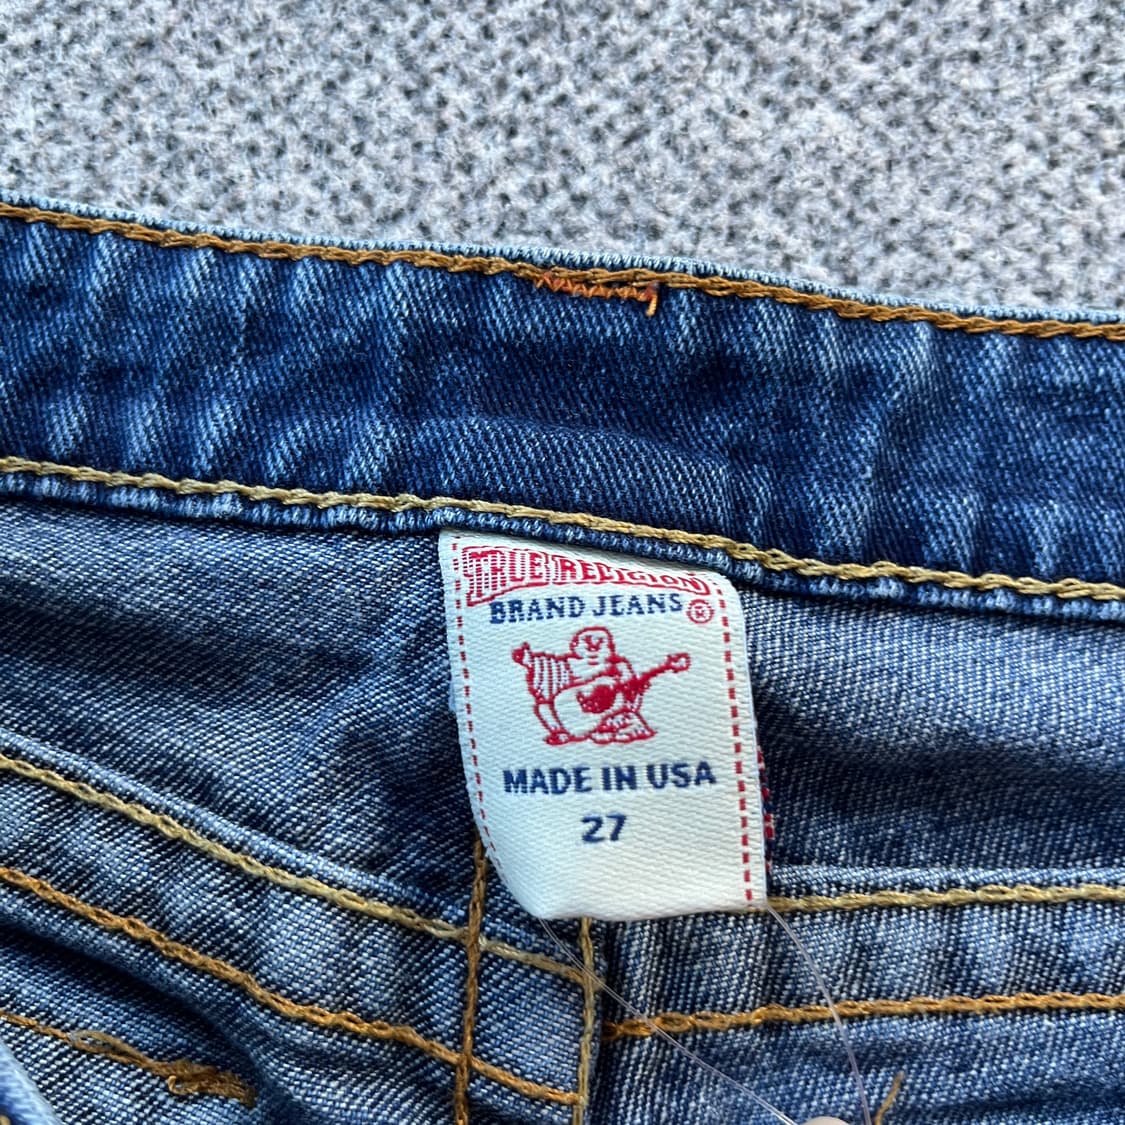 TRUE RELIGION
BRAND JEANS®
MADE IN USA
27